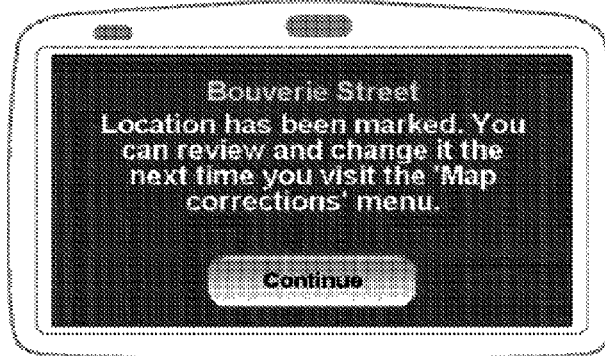 Bouverie Street
Location has been marked. You
can review and change it the
next time you visit the 'Map
corrections' menu.
Continue